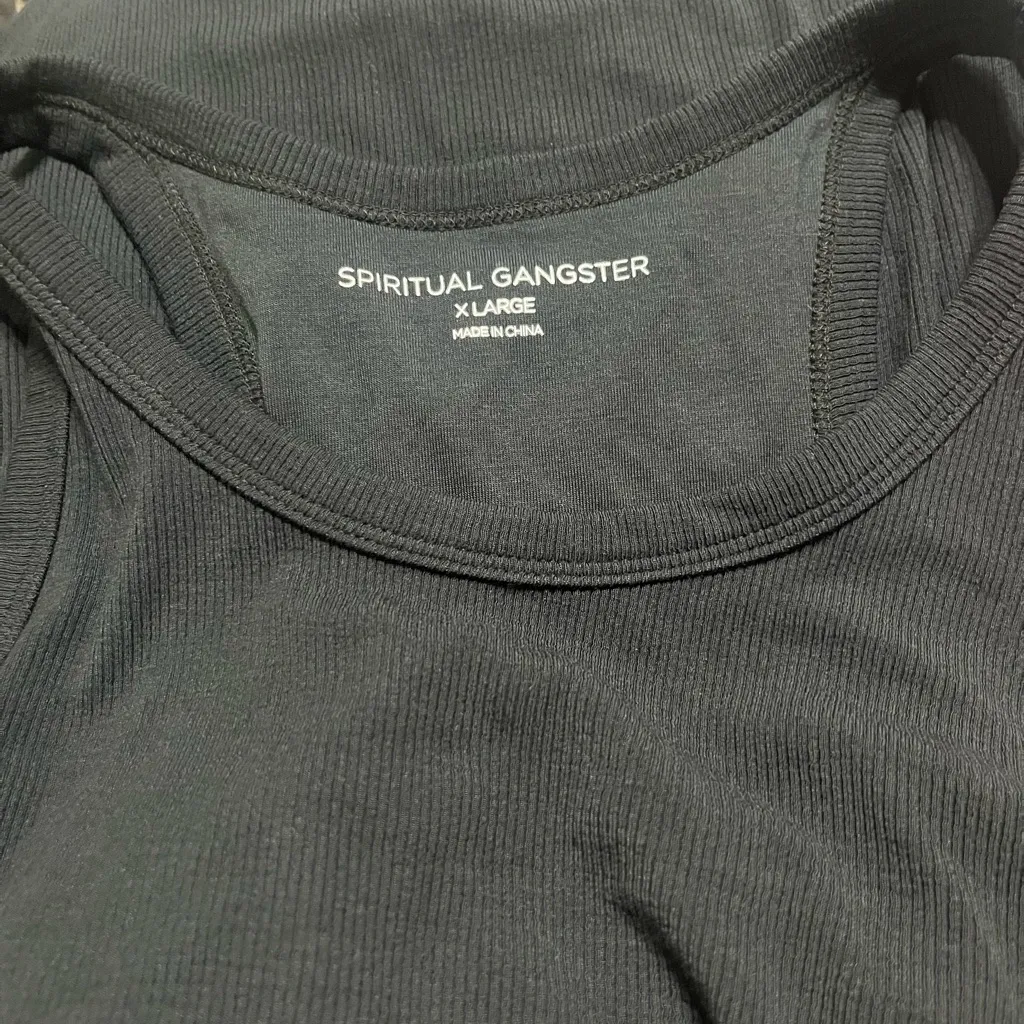 SPIRITUAL GANGSTER
X LARGE
MADE IN CHINA